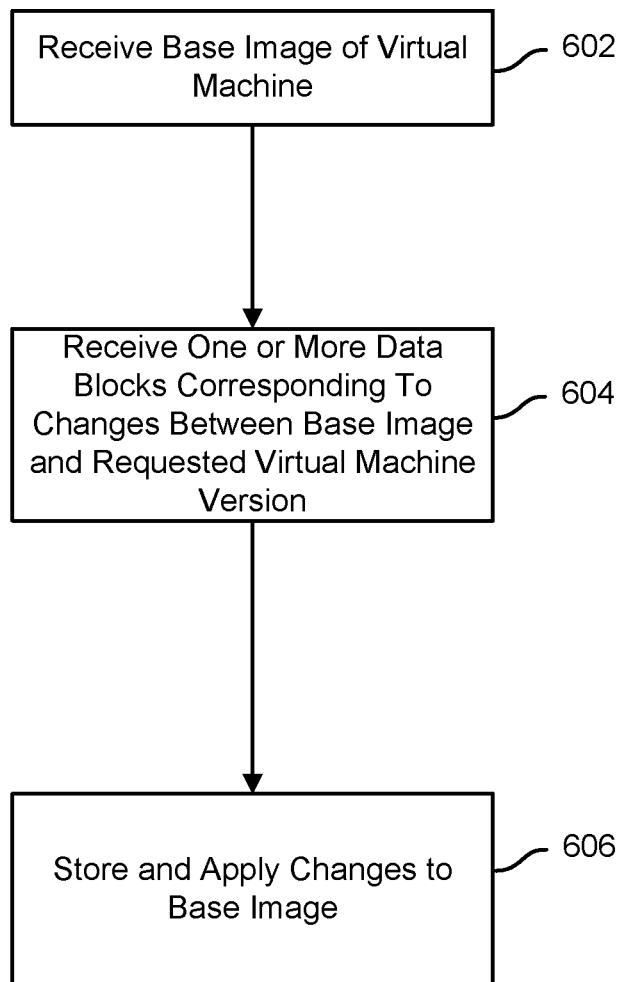 Receive Base Image of Virtual
Machine
602
Receive One or More Data
Blocks Corresponding To
Changes Between Base Image
and Requested Virtual Machine
Version
604
Store and Apply Changes to
Base Image
606